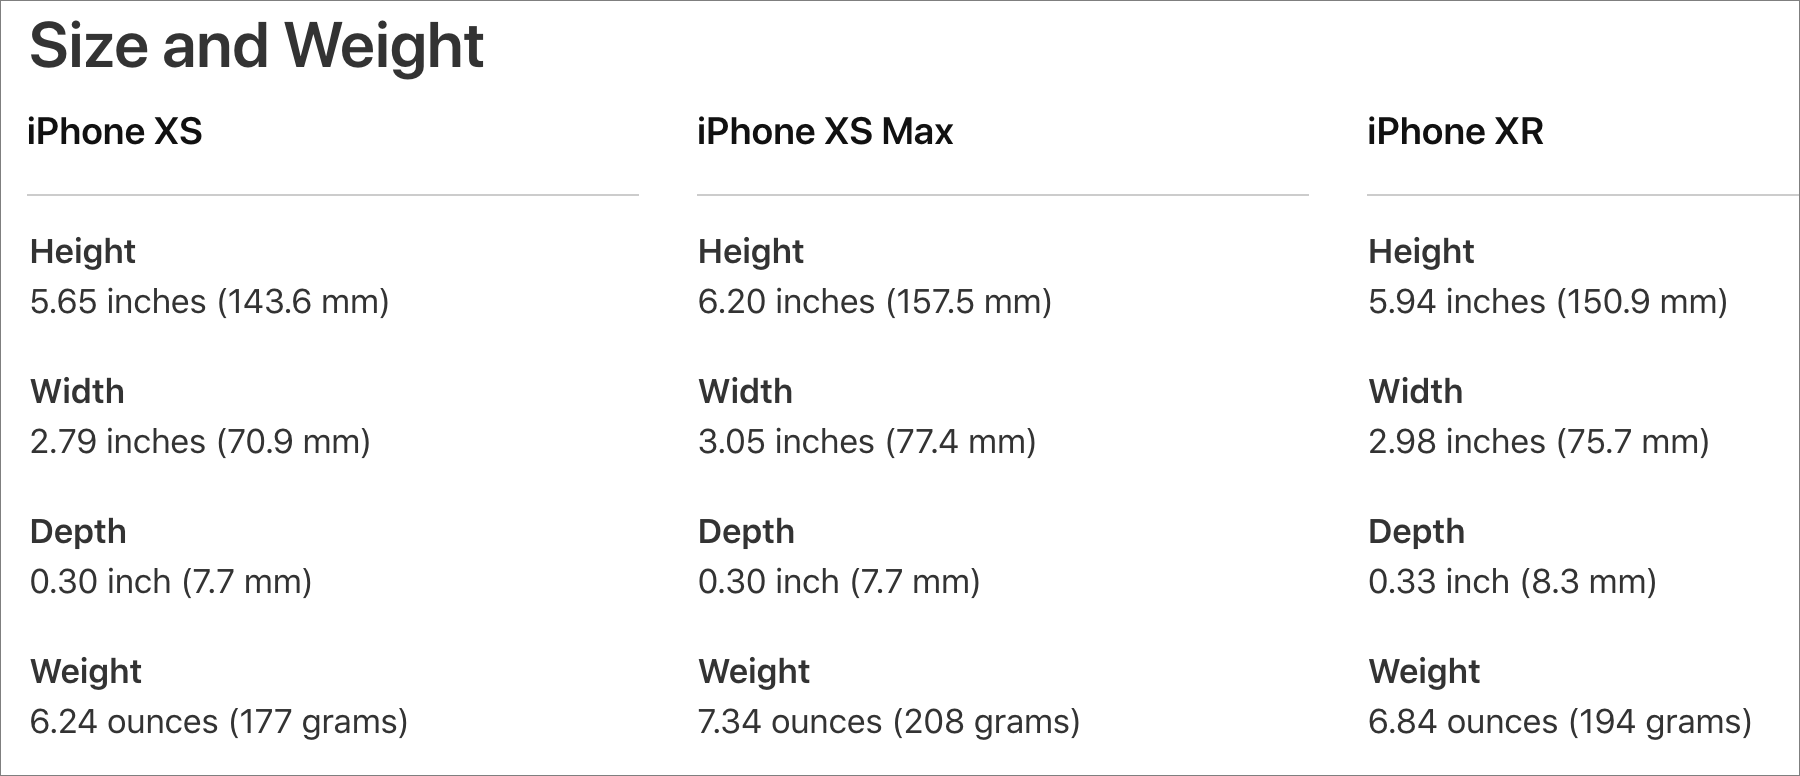 Size and Weight
iPhone XS
Height
5.65 inches (143.6 mm)
Width
2.79 inches (70.9 mm)
Depth
0.30 inch (7.7 mm)
Weight
6.24 ounces (177 grams)
iPhone XS Max
Height
6.20 inches (157.5 mm)
Width
3.05 inches (77.4 mm)
Depth
0.30 inch (7.7 mm)
Weight
7.34 ounces (208 grams)
iPhone XR
Height
5.94 inches (150.9 mm)
Width
2.98 inches (75.7 mm)
Depth
0.33 inch (8.3 mm)
Weight
6.84 ounces (194 grams)